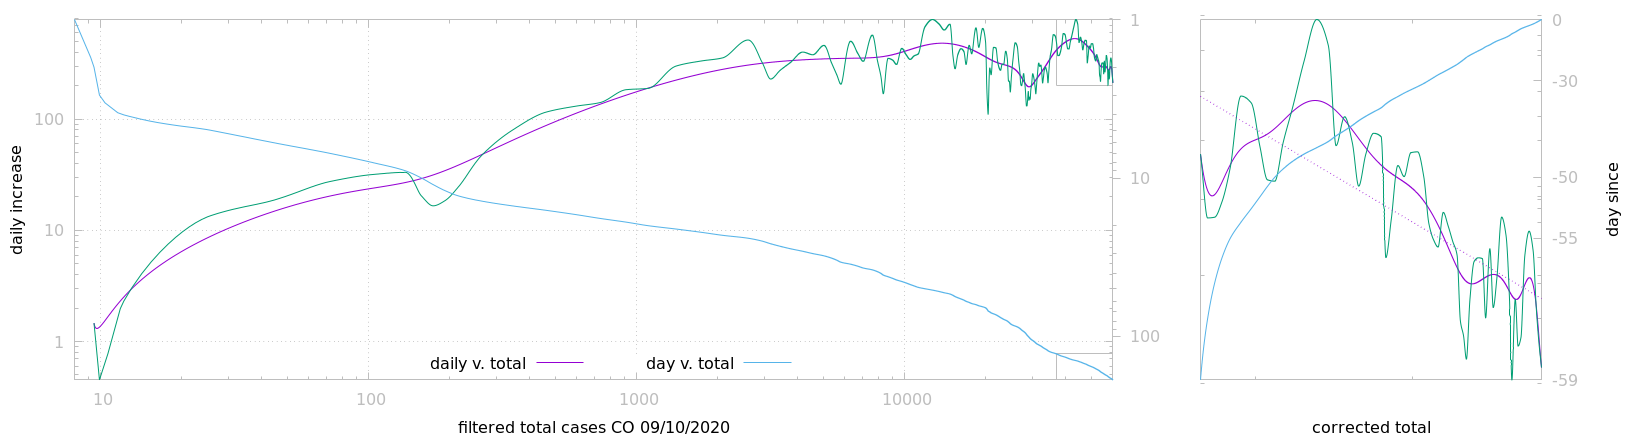 daily increase
100
10
1
10
100
1000
10000
filtered total cases CO 09/10/2020
daily v. total
day v. total
1
10
100
-0
-30
-50
-55
-59
day since
corrected total